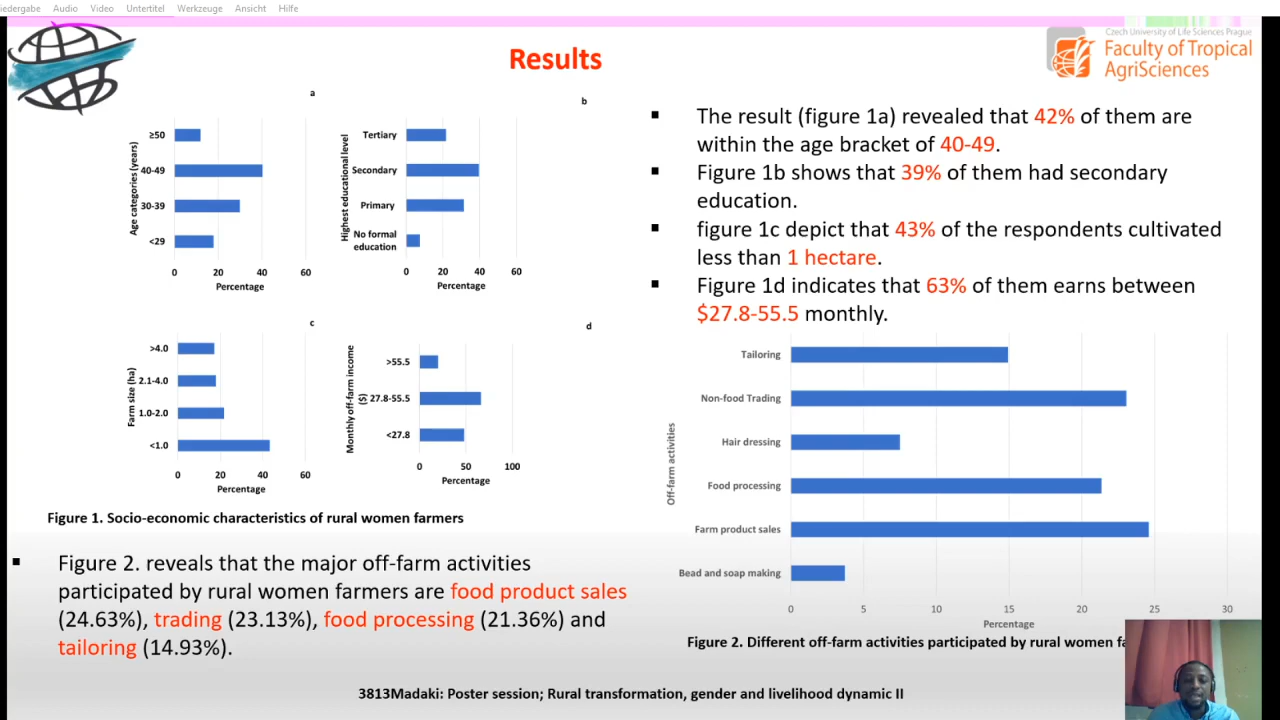 iedergabe Audio Video Untertitel Werkzeuge Ansicht Hilfe
Results
Czech University of Life Sciences Prague
Faculty of Tropical
AgriSciences
a
≥50
40-49
30-39
<29
Age categories (years)
0 20 40 60
Percentage
b
Tertiary
Secondary
Primary
No formal
education
Highest educational level
0 20 40 60
Percentage
c
>4.0
2.1-4.0
1.0-2.0
<1.0
Farm size (ha)
0 20 40 60
Percentage
d
>55.5
27.8-55.5
<27.8
Monthly off-farm income
($)
0 50 100
Percentage
Figure 1. Socio-economic characteristics of rural women farmers
▪ The result (figure 1a) revealed that 42% of them are
within the age bracket of 40-49.
▪ Figure 1b shows that 39% of them had secondary
education.
▪ figure 1c depict that 43% of the respondents cultivated
less than 1 hectare.
▪ Figure 1d indicates that 63% of them earns between
$27.8-55.5 monthly.
▪ Figure 2. reveals that the major off-farm activities
participated by rural women farmers are food product sales
(24.63%), trading (23.13%), food processing (21.36%) and
tailoring (14.93%).
Tailoring
Non-food Trading
Hair dressing
Food processing
Farm product sales
Bead and soap making
Off-farm activities
0 5 10 15 20 25 30
Percentage
Figure 2. Different off-farm activities participated by rural women
3813Madaki: Poster session; Rural transformation, gender and livelihood dynamic II